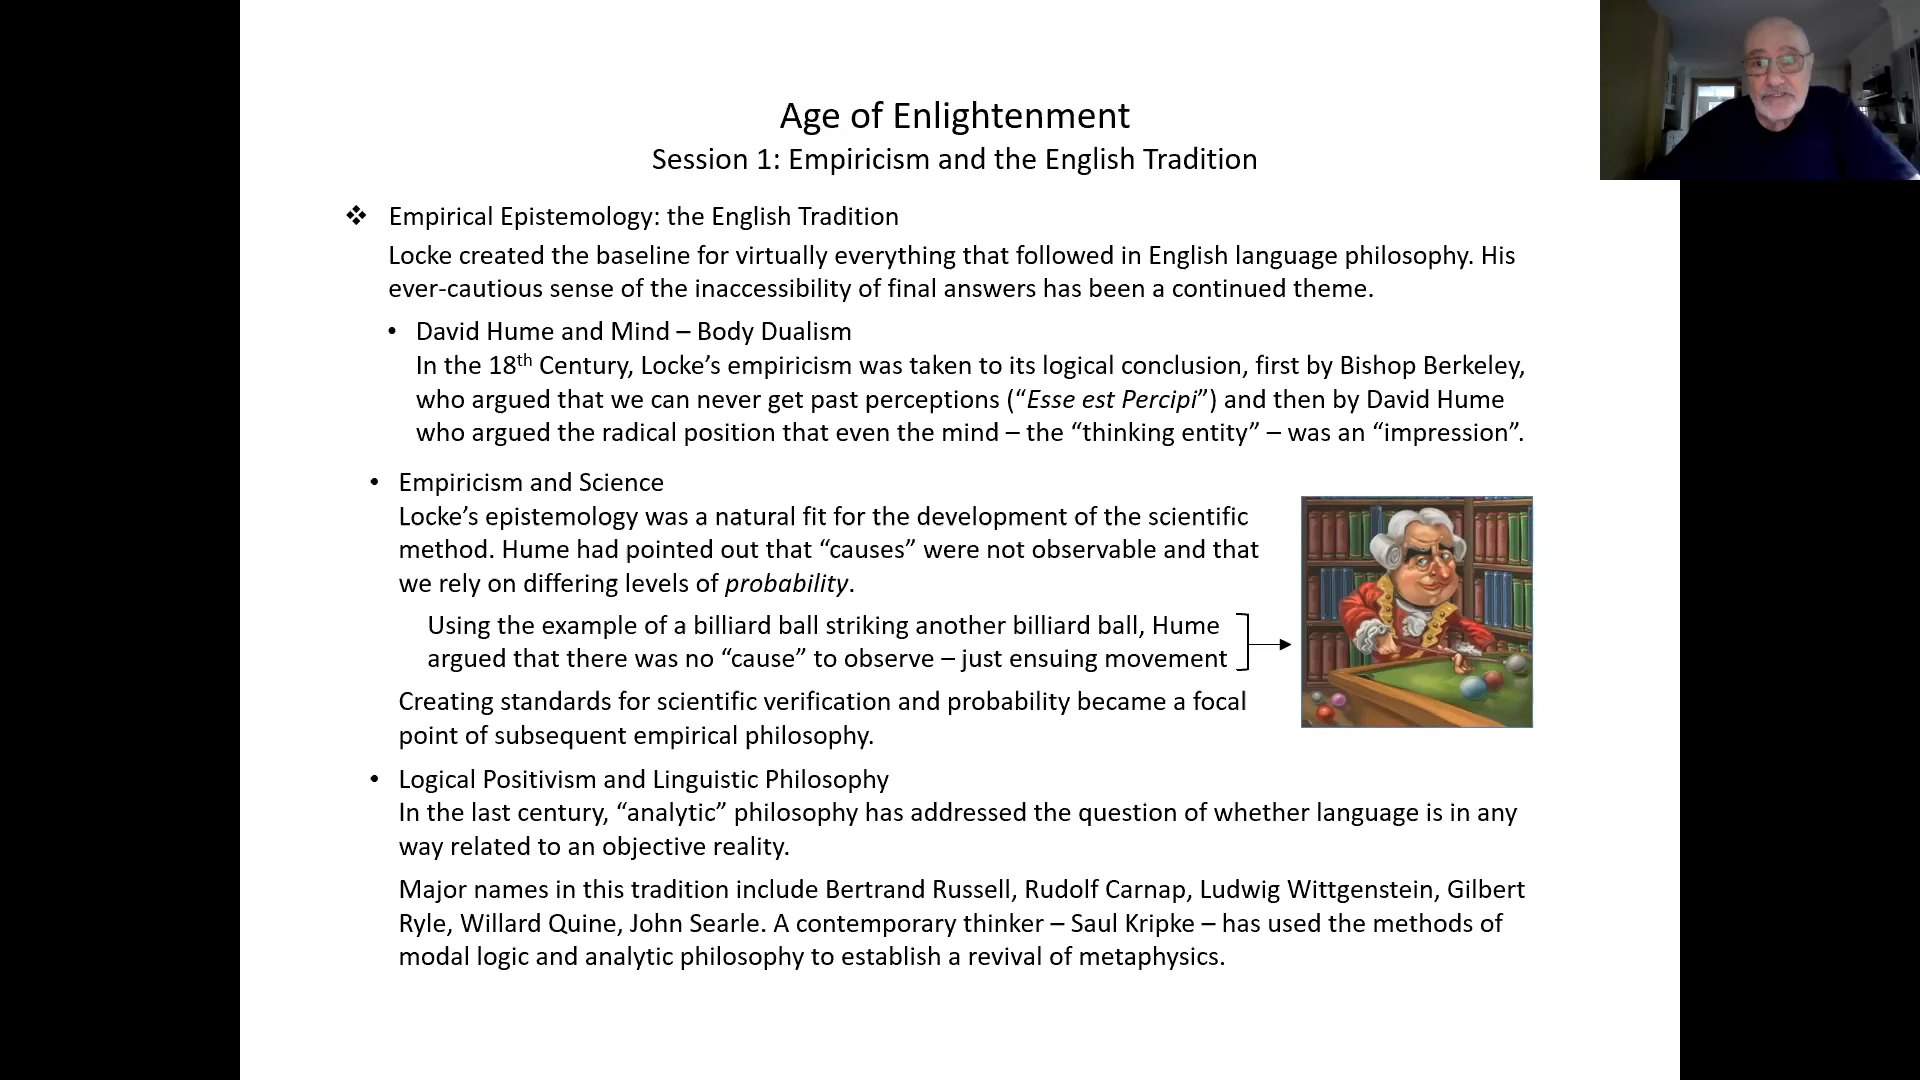 Age of Enlightenment
Session 1: Empiricism and the English Tradition
❖ Empirical Epistemology: the English Tradition
Locke created the baseline for virtually everything that followed in English language philosophy. His
ever-cautious sense of the inaccessibility of final answers has been a continued theme.
• David Hume and Mind – Body Dualism
In the 18th Century, Locke’s empiricism was taken to its logical conclusion, first by Bishop Berkeley,
who argued that we can never get past perceptions (“Esse est Percipi”) and then by David Hume
who argued the radical position that even the mind – the “thinking entity” – was an “impression”.
• Empiricism and Science
Locke’s epistemology was a natural fit for the development of the scientific
method. Hume had pointed out that “causes” were not observable and that
we rely on differing levels of probability.
Using the example of a billiard ball striking another billiard ball, Hume
argued that there was no “cause” to observe – just ensuing movement
Creating standards for scientific verification and probability became a focal
point of subsequent empirical philosophy.
• Logical Positivism and Linguistic Philosophy
In the last century, “analytic” philosophy has addressed the question of whether language is in any
way related to an objective reality.
Major names in this tradition include Bertrand Russell, Rudolf Carnap, Ludwig Wittgenstein, Gilbert
Ryle, Willard Quine, John Searle. A contemporary thinker – Saul Kripke – has used the methods of
modal logic and analytic philosophy to establish a revival of metaphysics.